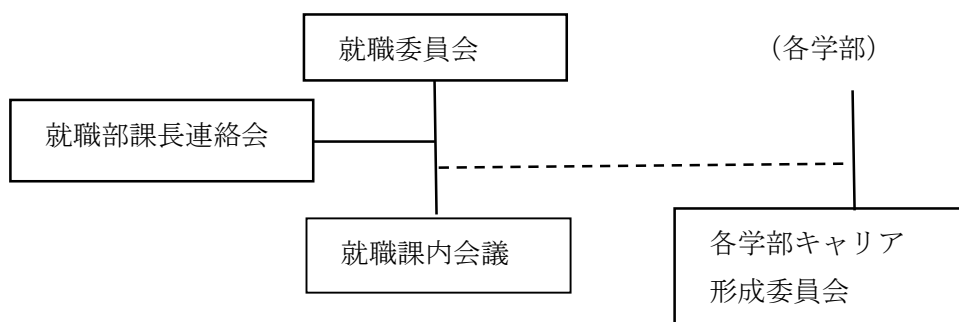 就職委員会
（各学部）
就職部課長連絡会
就職課内会議
各学部キャリア
形成委員会